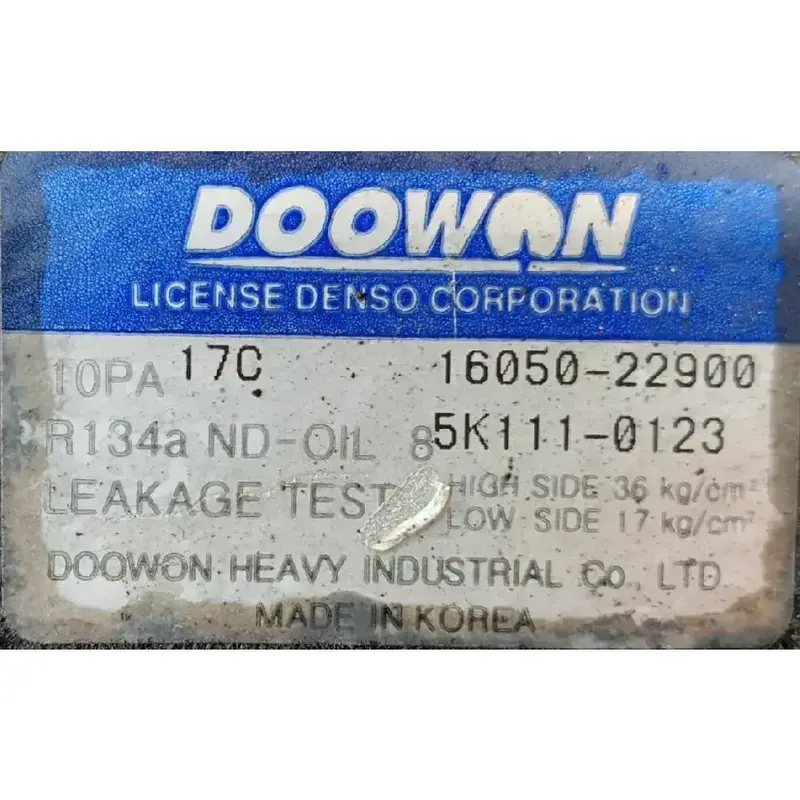 DOOWON
LICENSE DENSO CORPORATION
10PA 17C 16050-22900
R134a ND-OIL 8 5K111-0123
LEAKAGE TEST HIGH SIDE 36 kg/cm²
LOW SIDE 17 kg/cm²
DOOWON HEAVY INDUSTRIAL Co., LTD
MADE IN KOREA